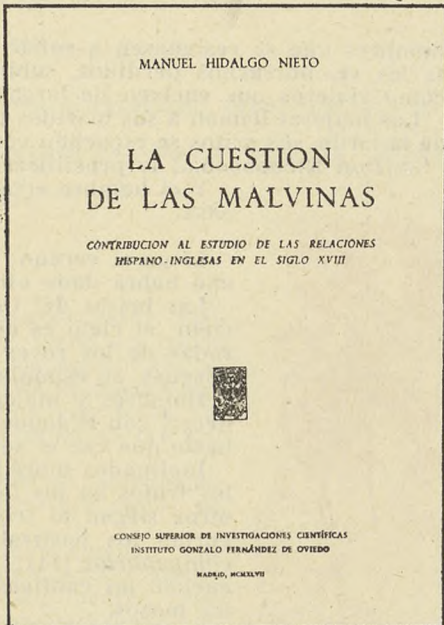 MANUEL HIDALGO NIETO
LA CUESTION
DE LAS MALVINAS
CONTRIBUCION AL ESTUDIO DE LAS RELACIONES
HISPANO-INGLESAS EN EL SIGLO XVIII
CONSEJO SUPERIOR DE INVESTIGACIONES CIENTÍFICAS
INSTITUTO GONZALO FERNÁNDEZ DE OVIEDO
MADRID, MCMXLVII